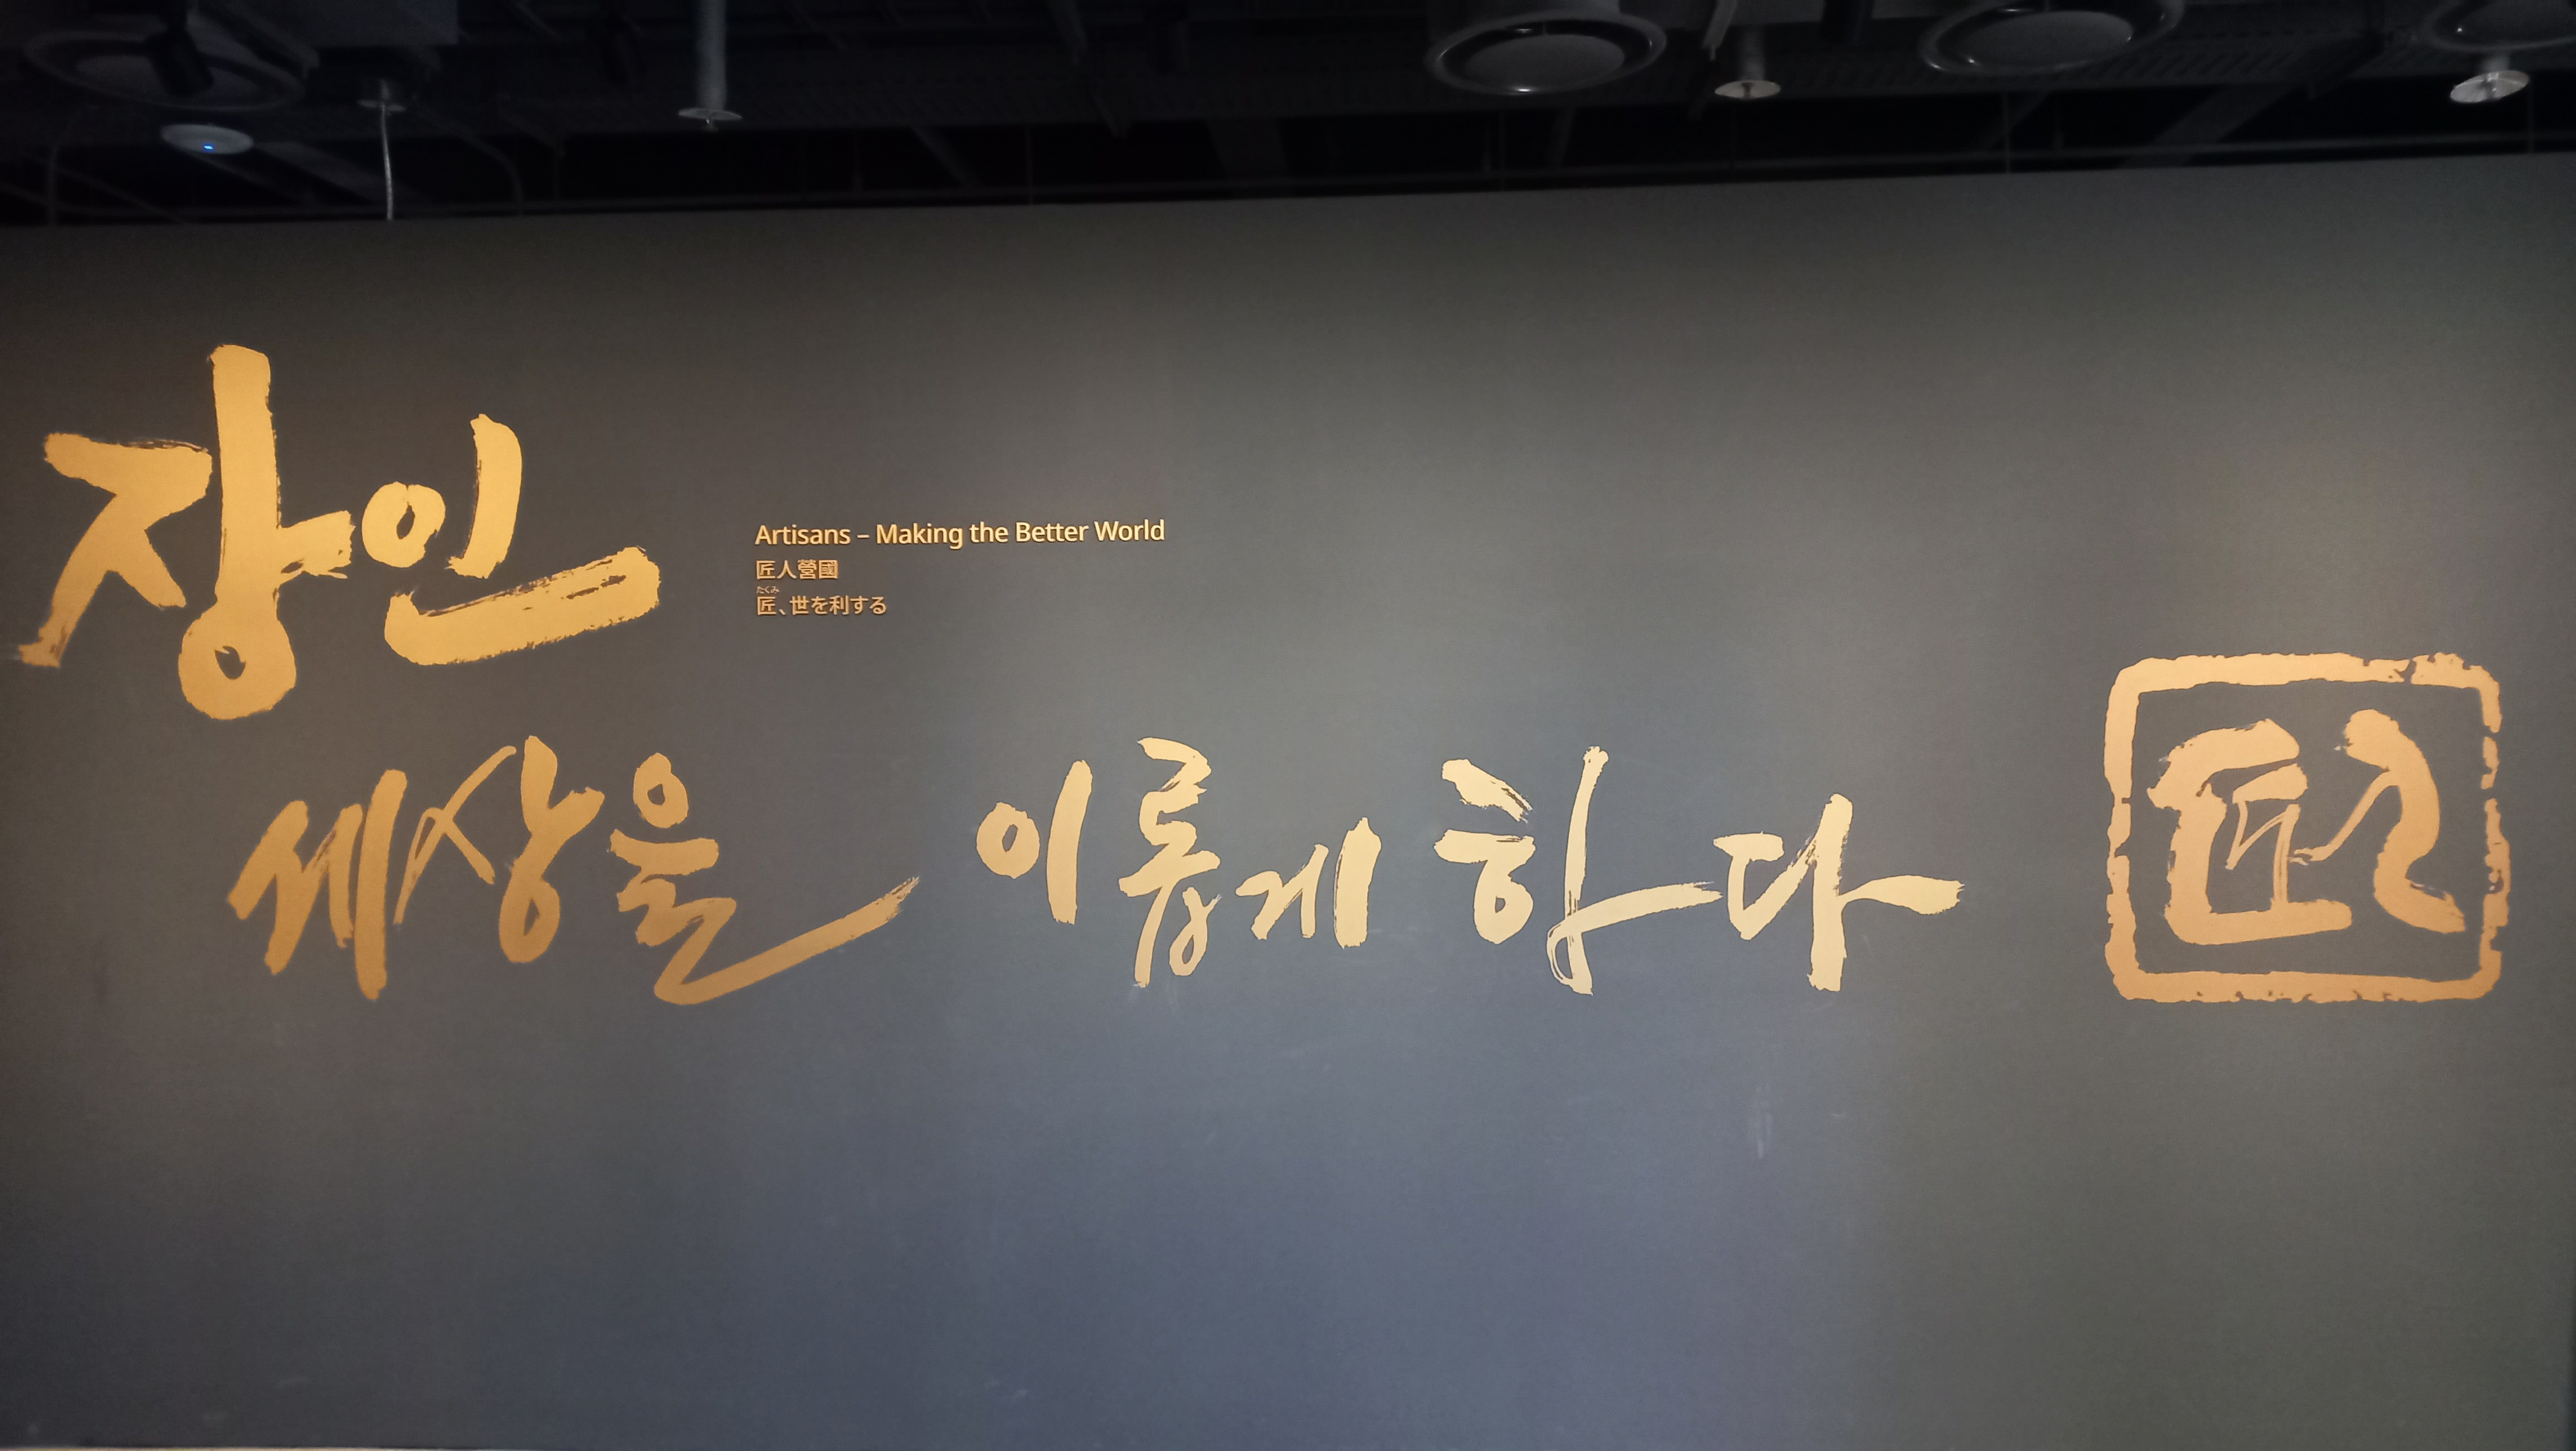 장인
Artisans – Making the Better World
匠人營國
たくみ
匠、世を利する
세상을 이롭게 하다
匠人